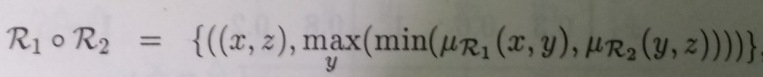 ℛ₁ ∘ ℛ₂ = {((x, z), max_y(min(μ_ℛ₁(x, y), μ_ℛ₂(y, z))))}.